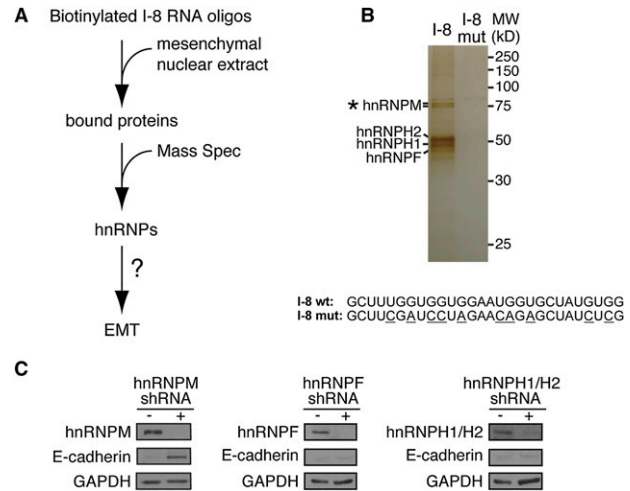 A
Biotinylated I-8 RNA oligos
mesenchymal
nuclear extract
bound proteins
Mass Spec
hnRNPs
?
EMT
B
I-8
I-8
mut
MW
(kD)
250
150
100
* hnRNPM
75
hnRNPH2
hnRNPH1
hnRNPF
50
30
25
I-8 wt: GCUUUGGUGGUGGAAUGGUGCUAUGUGG
I-8 mut: GCUUCGAUCCUAGAACAGAGCUAUCUCG
C
hnRNPM
shRNA
- +
hnRNPM
E-cadherin
GAPDH
hnRNPF
shRNA
- +
hnRNPF
E-cadherin
GAPDH
hnRNPH1/H2
shRNA
- +
hnRNPH1/H2
E-cadherin
GAPDH